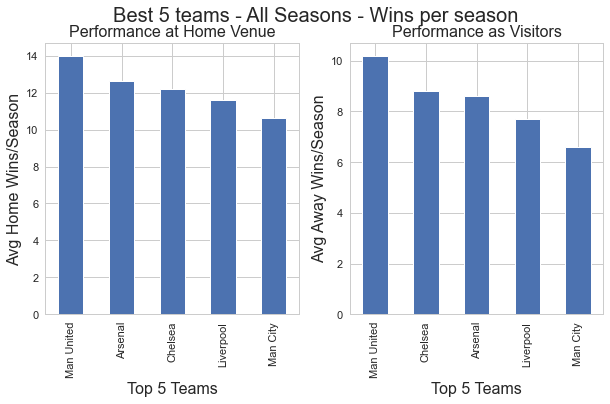 Best 5 teams - All Seasons - Wins per season
Performance at Home Venue
Avg Home Wins/Season
14
12
10
8
6
4
2
0
Man United
Arsenal
Chelsea
Liverpool
Man City
Top 5 Teams
Performance as Visitors
Avg Away Wins/Season
10
8
6
4
2
0
Man United
Chelsea
Arsenal
Liverpool
Man City
Top 5 Teams